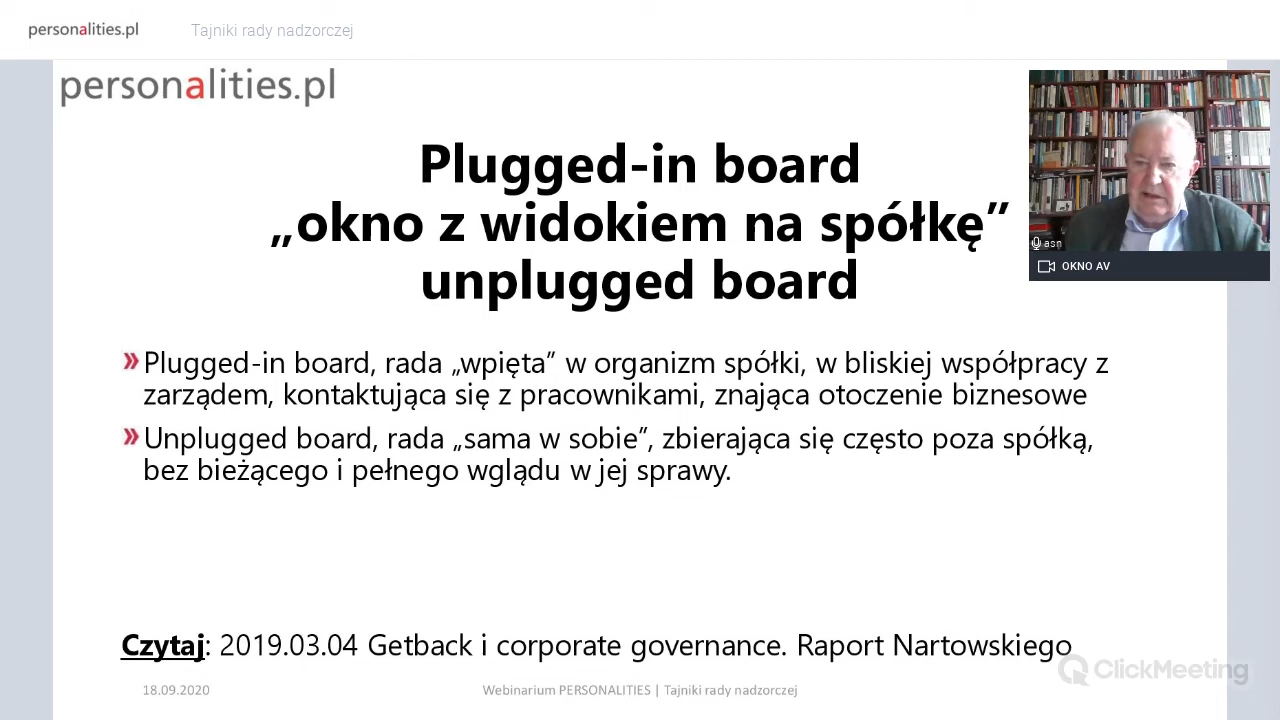 personalities.pl
Tajniki rady nadzorczej
personalities.pl
Plugged-in board
„okno z widokiem na spółkę”
unplugged board
asn
OKNO AV
Plugged-in board, rada „wpięta” w organizm spółki, w bliskiej współpracy z
zarządem, kontaktująca się z pracownikami, znająca otoczenie biznesowe
Unplugged board, rada „sama w sobie”, zbierająca się często poza spółką,
bez bieżącego i pełnego wglądu w jej sprawy.
Czytaj: 2019.03.04 Getback i corporate governance. Raport Nartowskiego
ClickMeeting
18.09.2020
Webinarium PERSONALITIES | Tajniki rady nadzorczej